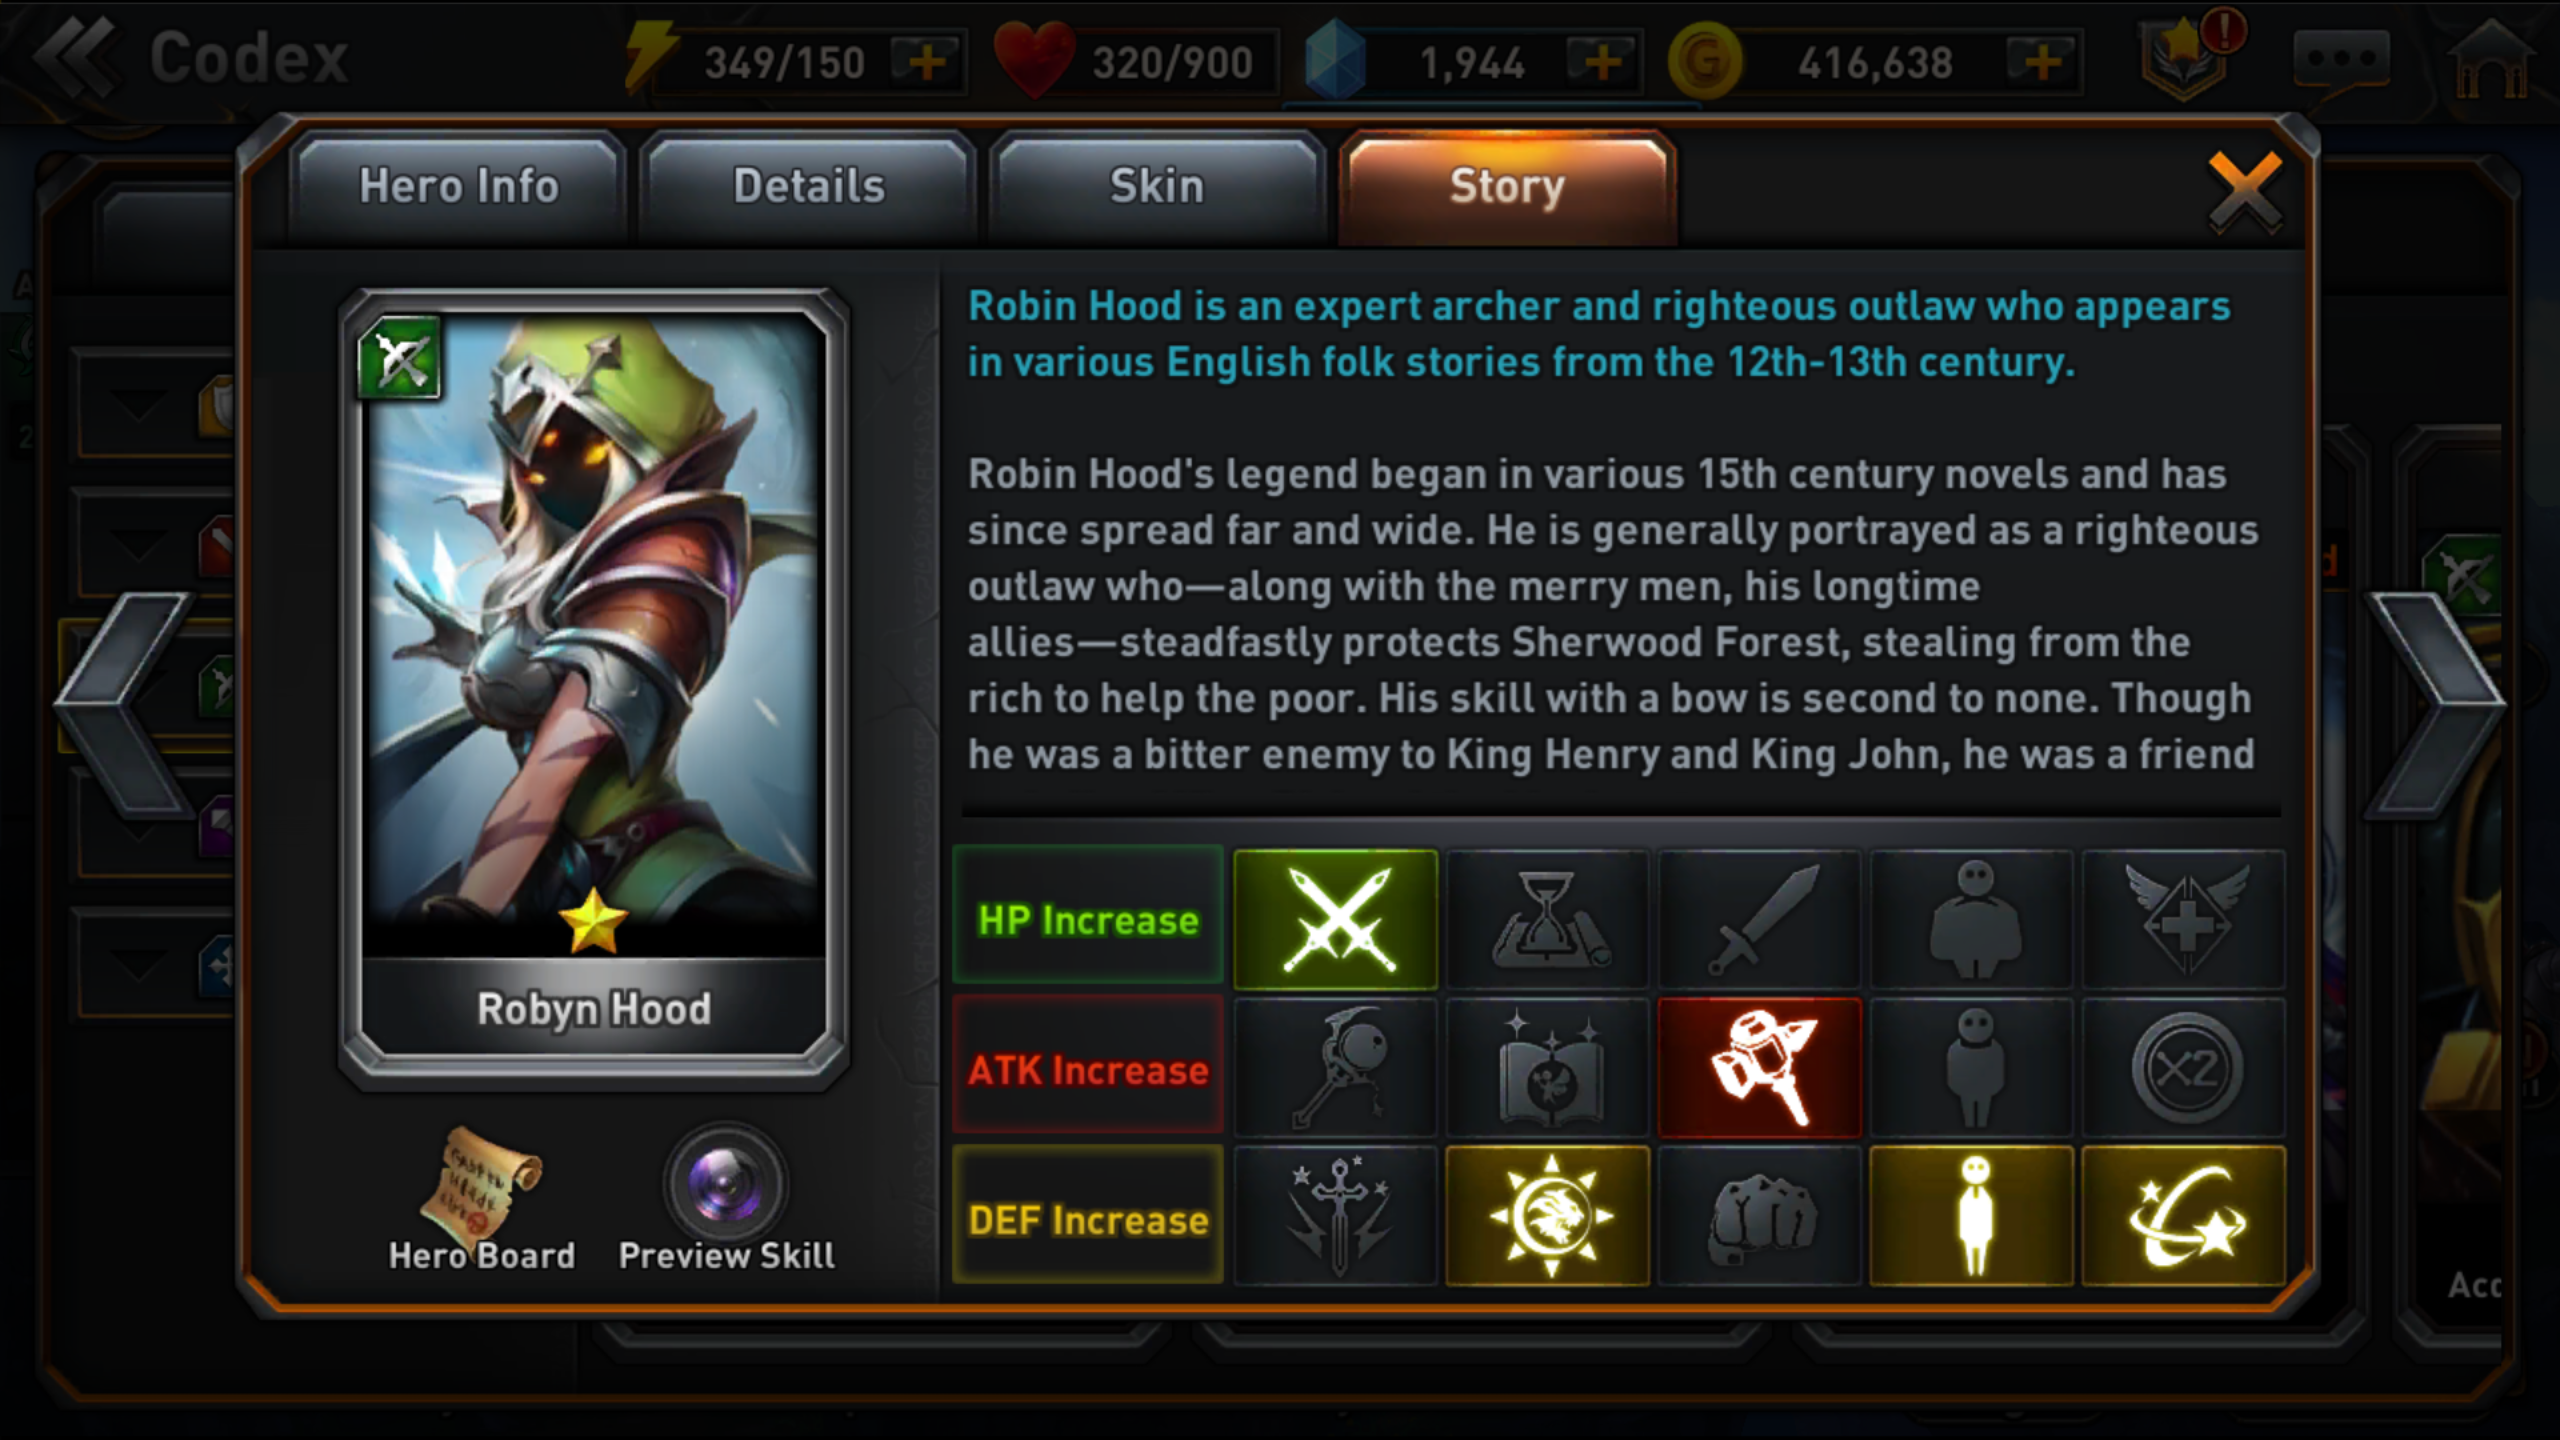 Codex
349/150
320/900
1,944
416,638
Hero Info
Details
Skin
Story
Robin Hood is an expert archer and righteous outlaw who appears
in various English folk stories from the 12th-13th century.
Robin Hood's legend began in various 15th century novels and has
since spread far and wide. He is generally portrayed as a righteous
outlaw who—along with the merry men, his longtime
allies—steadfastly protects Sherwood Forest, stealing from the
rich to help the poor. His skill with a bow is second to none. Though
he was a bitter enemy to King Henry and King John, he was a friend
Robyn Hood
Hero Board
Preview Skill
HP Increase
ATK Increase
X2
DEF Increase
Acc